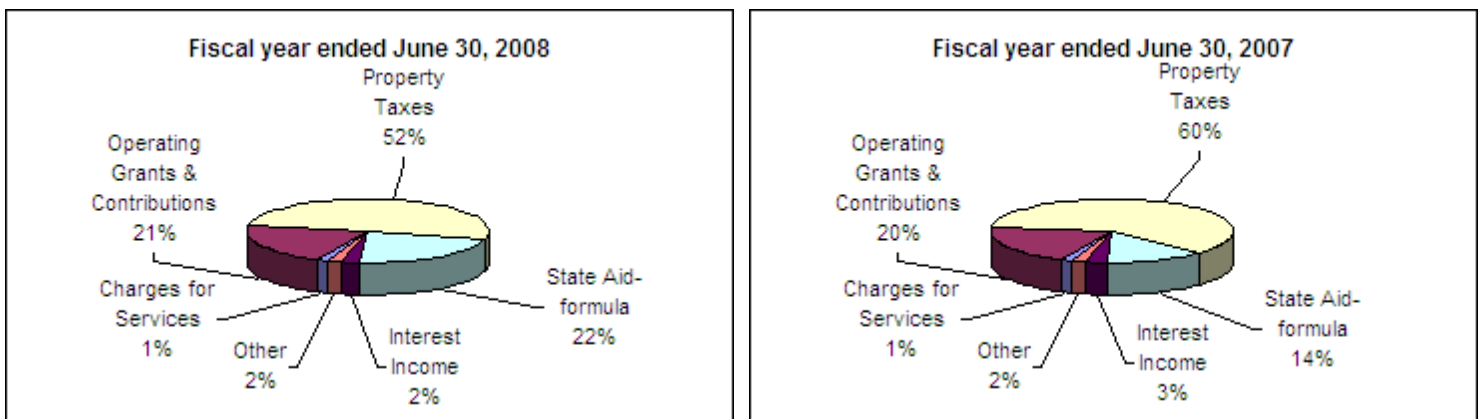 Fiscal year ended June 30, 2008
Property
Taxes
52%
Operating
Grants &
Contributions
21%
Charges for
Services
1%
Other
2%
Interest
Income
2%
State Aid-
formula
22%
Fiscal year ended June 30, 2007
Property
Taxes
60%
Operating
Grants &
Contributions
20%
Charges for
Services
1%
Other
2%
Interest
Income
3%
State Aid-
formula
14%